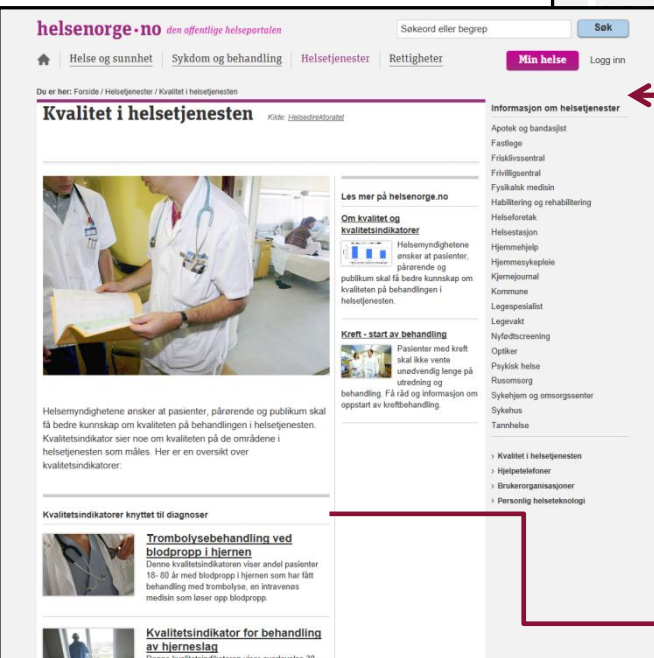 helsenorge·no den offentlige helseportalen
Søkeord eller begrep
Søk
Helse og sunnhet
Sykdom og behandling
Helsetjenester
Rettigheter
Min helse
Logg inn
Du er her: Forside / Helsetjenester / Kvalitet i helsetjenesten
Kvalitet i helsetjenesten
Kilde: Helsedirektoratet
Helsemyndighetene ønsker at pasienter, pårørende og publikum skal
få bedre kunnskap om kvaliteten på behandlingen i helsetjenesten.
Kvalitetsindikator sier noe om kvaliteten på de områdene i
helsetjenesten som måles. Her er en oversikt over
kvalitetsindikatorer:
Kvalitetsindikatorer knyttet til diagnoser
Trombolysebehandling ved
blodpropp i hjernen
Denne kvalitetsindikatoren viser andel pasienter
18- 80 år med blodpropp i hjernen som har fått
behandling med trombolyse, en intravenøs
medisin som løser opp blodpropp.
Kvalitetsindikator for behandling
av hjerneslag
Les mer på helsenorge.no
Om kvalitet og
kvalitetsindikatorer
Helsemyndighetene
ønsker at pasienter,
pårørende og
publikum skal få bedre kunnskap om
kvaliteten på behandlingen i
helsetjenesten.
Kreft - start av behandling
Pasienter med kreft
skal ikke vente
unødvendig lenge på
utredning og
behandling. Få råd og informasjon om
oppstart av kreftbehandling.
Informasjon om helsetjenester
Apotek og bandasjist
Fastlege
Frisklivssentral
Frivilligsentral
Fysikalsk medisin
Habilitering og rehabilitering
Helseforetak
Helsestasjon
Hjemmehjelp
Hjemmesykepleie
Kjernejournal
Kommune
Legespesialist
Legevakt
Nyfødtscreening
Optiker
Psykisk helse
Rusomsorg
Sykehjem og omsorgssenter
Sykehus
Tannhelse
› Kvalitet i helsetjenesten
› Hjelpetelefoner
› Brukerorganisasjoner
› Personlig helseteknologi